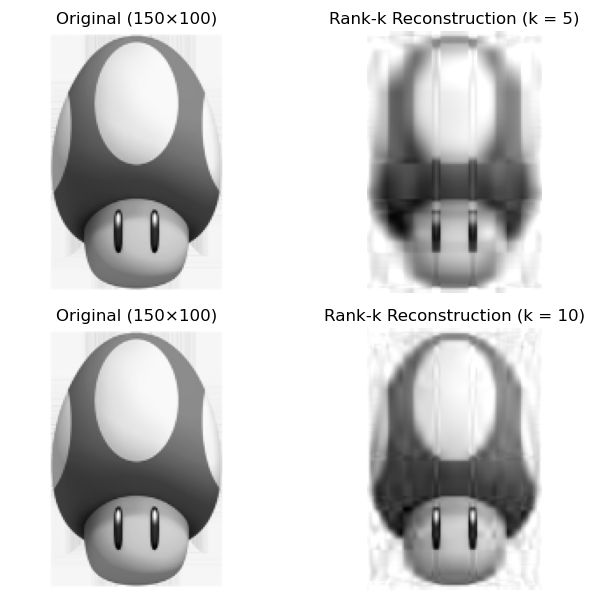 Original (150×100)
Rank-k Reconstruction (k = 5)
Original (150×100)
Rank-k Reconstruction (k = 10)